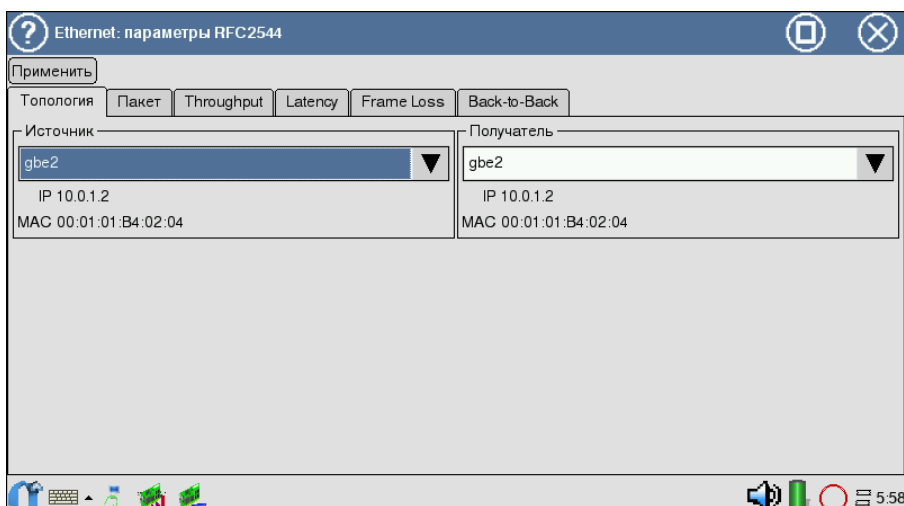 Ethernet: параметры RFC2544
Применить
Топология Пакет Throughput Latency Frame Loss Back-to-Back
Источник
gbe2
IP 10.0.1.2
MAC 00:01:01:B4:02:04
Получатель
gbe2
IP 10.0.1.2
MAC 00:01:01:B4:02:04
5:58